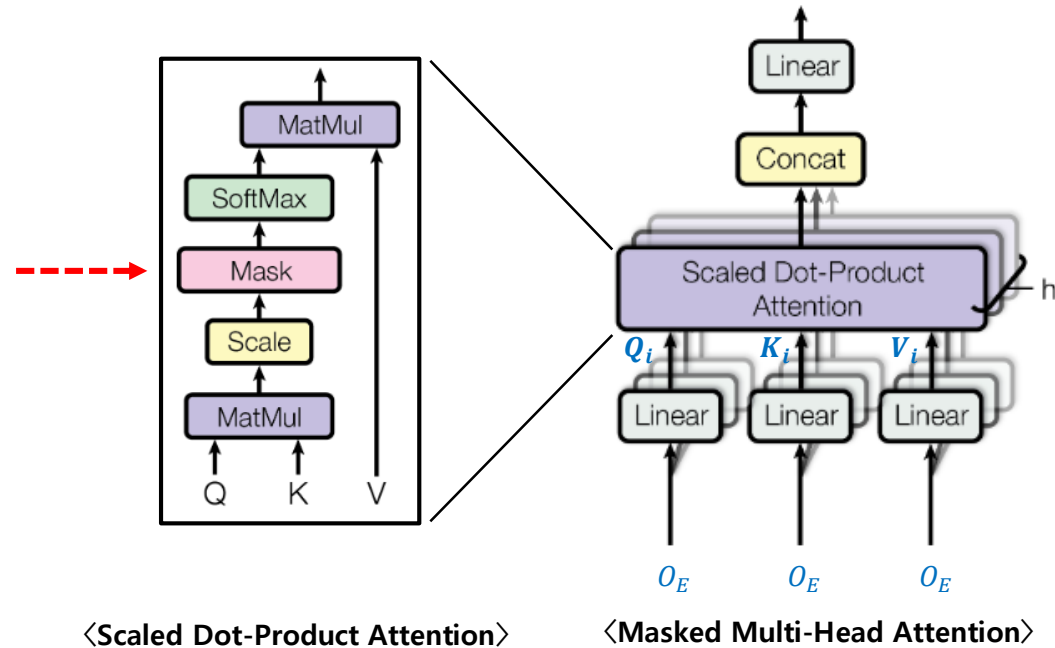 MatMul
SoftMax
Mask
Scale
MatMul
Q K V
〈Scaled Dot-Product Attention〉
Linear
Concat
Scaled Dot-Product
Attention
h
Q_i K_i V_i
Linear Linear Linear
O_E O_E O_E
〈Masked Multi-Head Attention〉